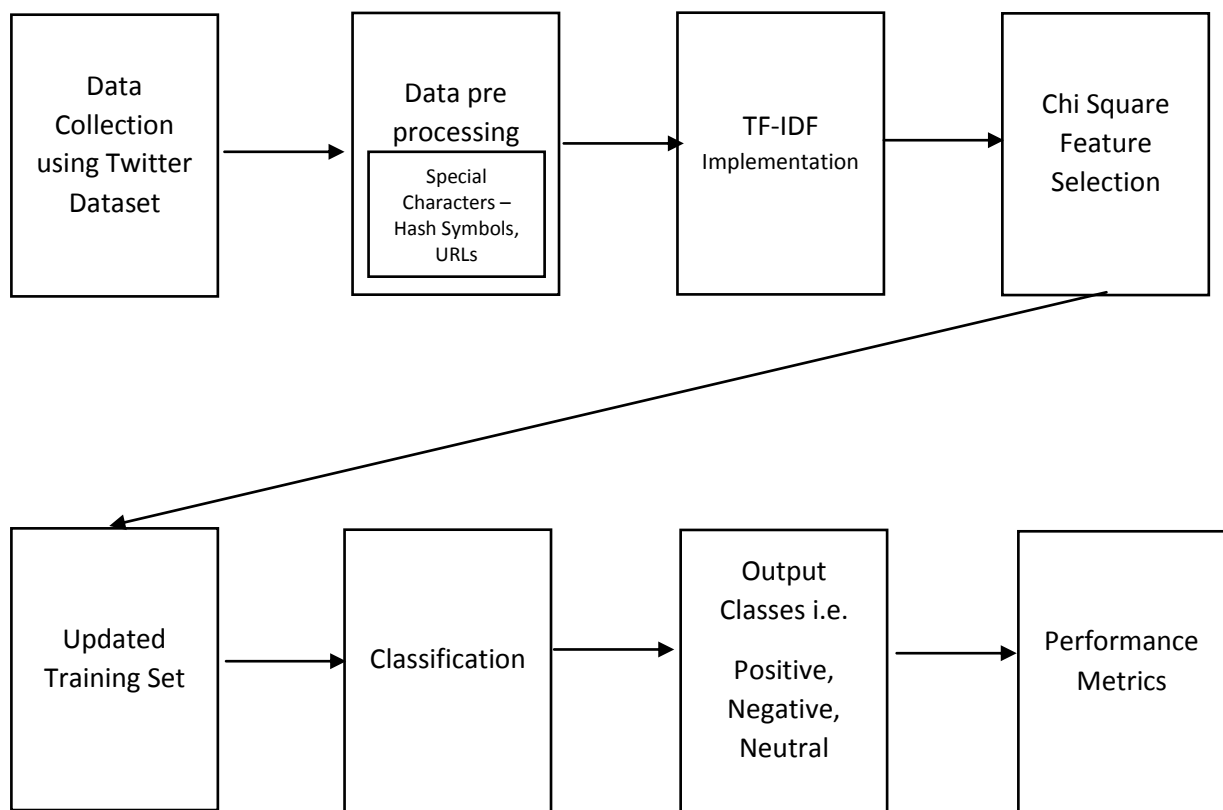 Data
Collection
using Twitter
Dataset
Data pre
processing
Special
Characters –
Hash Symbols,
URLs
TF-IDF
Implementation
Chi Square
Feature
Selection
Updated
Training Set
Classification
Output
Classes i.e.
Positive,
Negative,
Neutral
Performance
Metrics